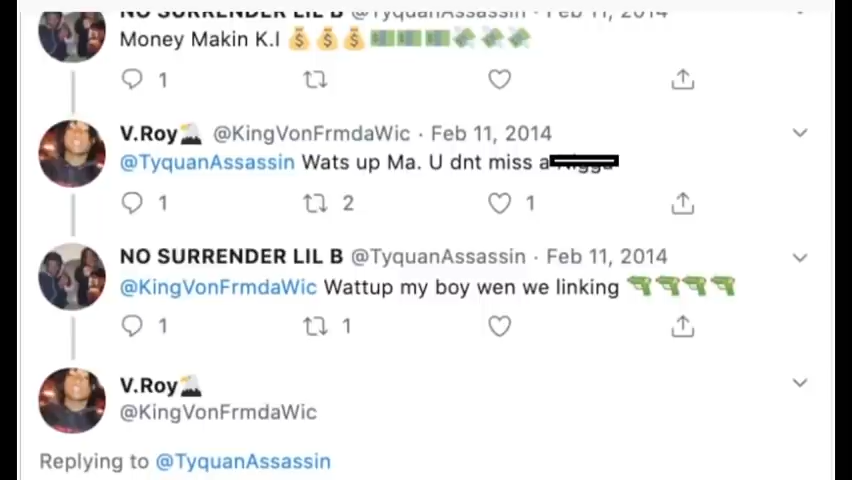 NO SURRENDER LIL B @TyquanAssassin · Feb 11, 2014
Money Makin K.I 💰💰💰💵💵💵💸💸💸
1
V.Roy🏔 @KingVonFrmdaWic · Feb 11, 2014
@TyquanAssassin Wats up Ma. U dnt miss a
1 2 1
NO SURRENDER LIL B @TyquanAssassin · Feb 11, 2014
@KingVonFrmdaWic Wattup my boy wen we linking 🔫🔫🔫🔫
1 1
V.Roy🏔
@KingVonFrmdaWic
Replying to @TyquanAssassin